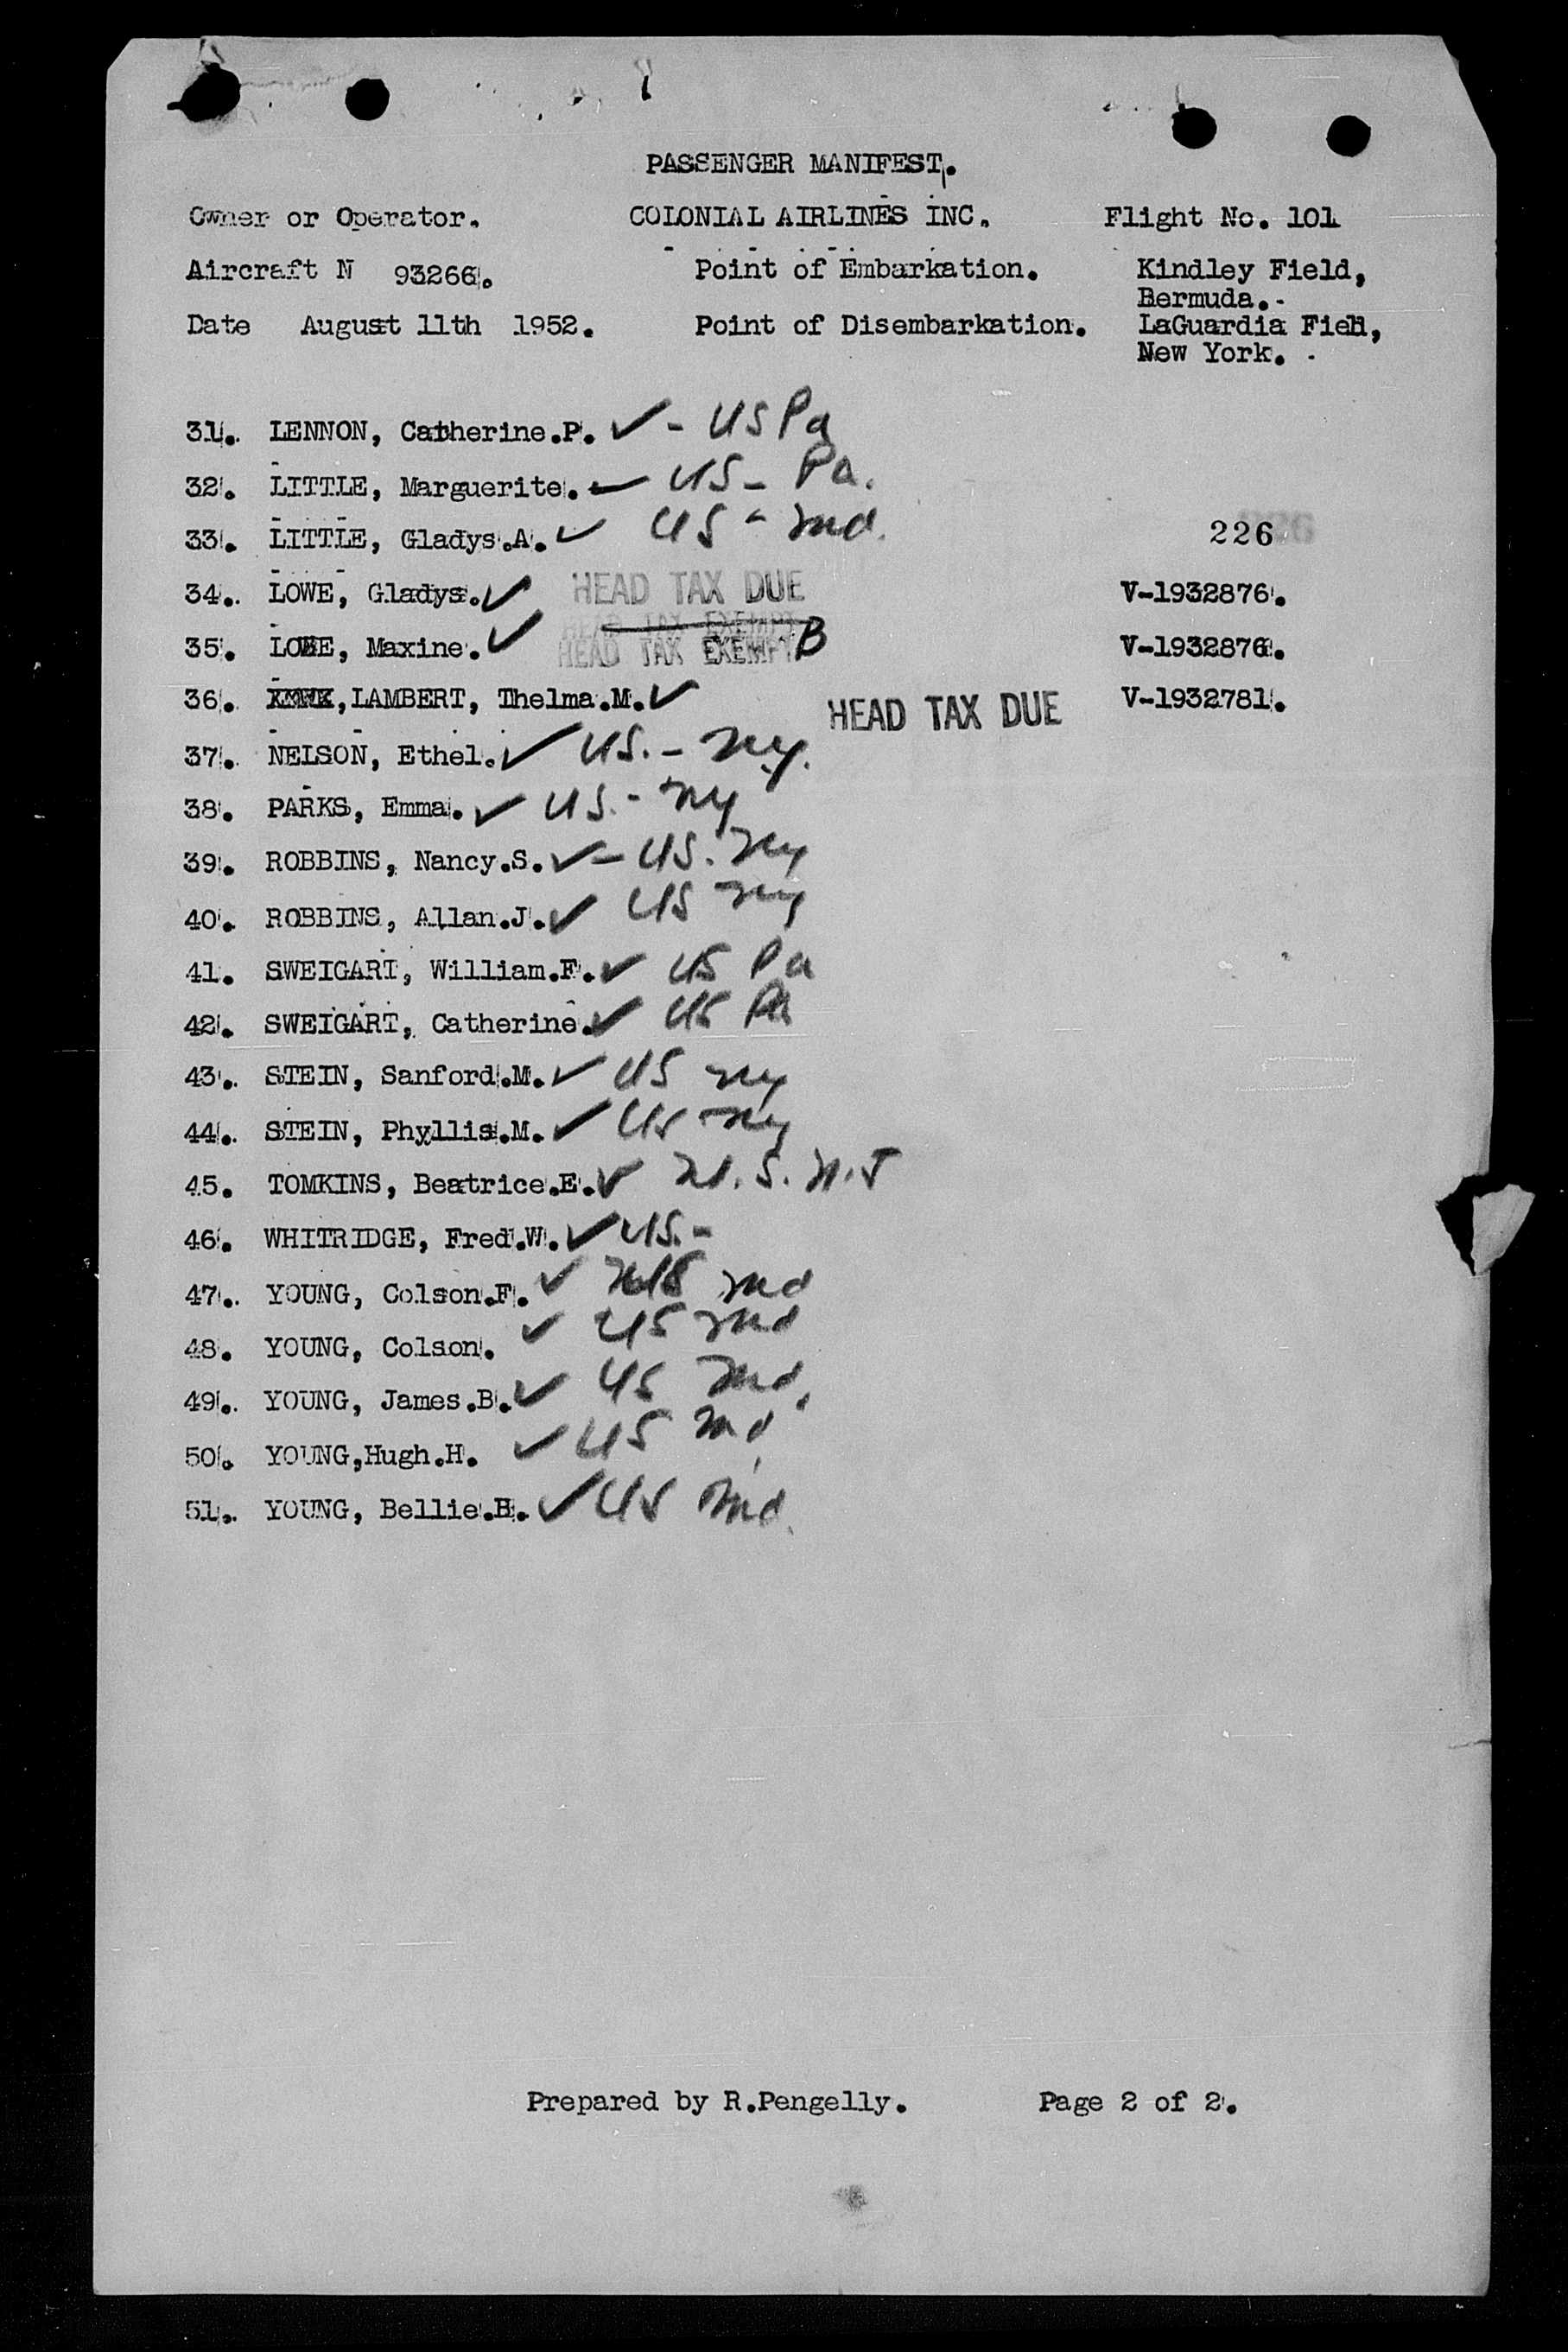 PASSENGER MANIFEST.
Owner or Operator. COLONIAL AIRLINES INC. Flight No. 101
Aircraft N 93266. Point of Embarkation. Kindley Field,
Bermuda.-
Date August 11th 1952. Point of Disembarkation. LaGuardia Field,
New York. .
31. LENNON, Catherine.P. ✓ - US Pa
32. LITTLE, Marguerite. ✓ US - Pa.
33. LITTLE, Gladys.A. ✓ US - Md. 226
34. LOWE, Gladys. ✓ HEAD TAX DUE V-1932876.
HEAD TAX EXEMPT
35. LOWE, Maxine. ✓ HEAD TAX EXEMPT B V-1932876.
36. LAMBERT, Thelma.M. ✓ HEAD TAX DUE V-1932781.
37. NELSON, Ethel. ✓ US. - Ny.
38. PARKS, Emma. ✓ US. - Ny
39. ROBBINS, Nancy.S. ✓ - US. Ny
40. ROBBINS, Allan.J. ✓ US Ny
41. SWEIGART, William.F. ✓ US Pa
42. SWEIGART, Catherine. ✓ US Pa
43. STEIN, Sanford.M. ✓ US Ny
44. STEIN, Phyllis.M. ✓ US Ny
45. TOMKINS, Beatrice.E. ✓ U.S. N.J
46. WHITRIDGE, Fred.W. ✓ US. -
47. YOUNG, Colson.F. ✓ US Md
48. YOUNG, Colson. ✓ US Md
49. YOUNG, James.B. ✓ US Md.
50. YOUNG,Hugh.H. ✓ US Md
51. YOUNG, Bellie.H. ✓ US Md.
Prepared by R.Pengelly. Page 2 of 2.